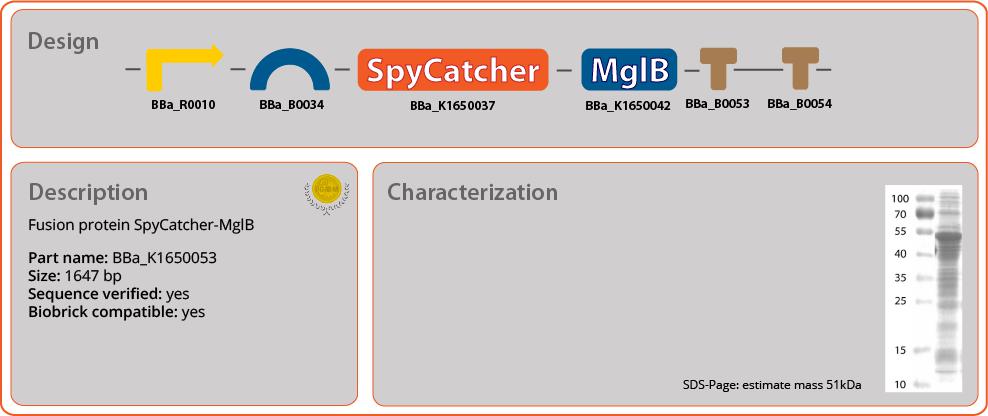 Design
SpyCatcher
MglB
BBa_R0010
BBa_B0034
BBa_K1650037
BBa_K1650042
BBa_B0053
BBa_B0054
Description
Fusion protein SpyCatcher-MglB
Part name: BBa_K1650053
Size: 1647 bp
Sequence verified: yes
Biobrick compatible: yes
Characterization
100
70
55
40
35
25
15
10
SDS-Page: estimate mass 51kDa